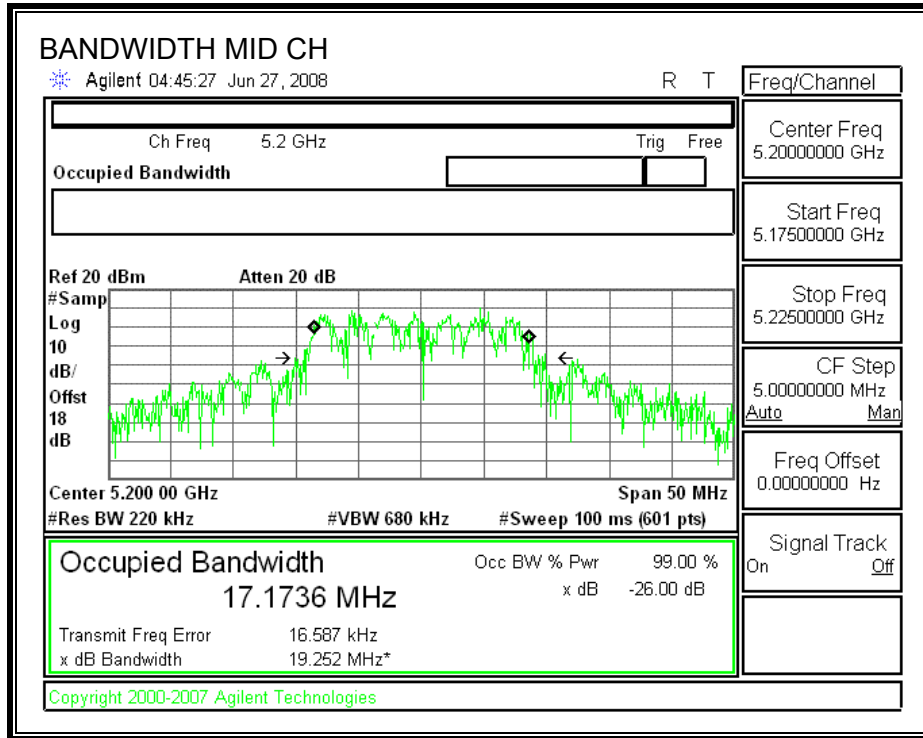 BANDWIDTH MID CH
Agilent 04:45:27 Jun 27, 2008 R T
Freq/Channel
Ch Freq 5.2 GHz Trig Free
Occupied Bandwidth
Center Freq
5.20000000 GHz
Start Freq
5.17500000 GHz
Stop Freq
5.22500000 GHz
CF Step
5.00000000 MHz
Auto Man
Freq Offset
0.00000000 Hz
Signal Track
On Off
Ref 20 dBm Atten 20 dB
#Samp
Log
10
dB/
Offst
18
dB
Center 5.200 00 GHz Span 50 MHz
#Res BW 220 kHz #VBW 680 kHz #Sweep 100 ms (601 pts)
Occupied Bandwidth Occ BW % Pwr 99.00 %
17.1736 MHz x dB -26.00 dB
Transmit Freq Error 16.587 kHz
x dB Bandwidth 19.252 MHz*
Copyright 2000-2007 Agilent Technologies